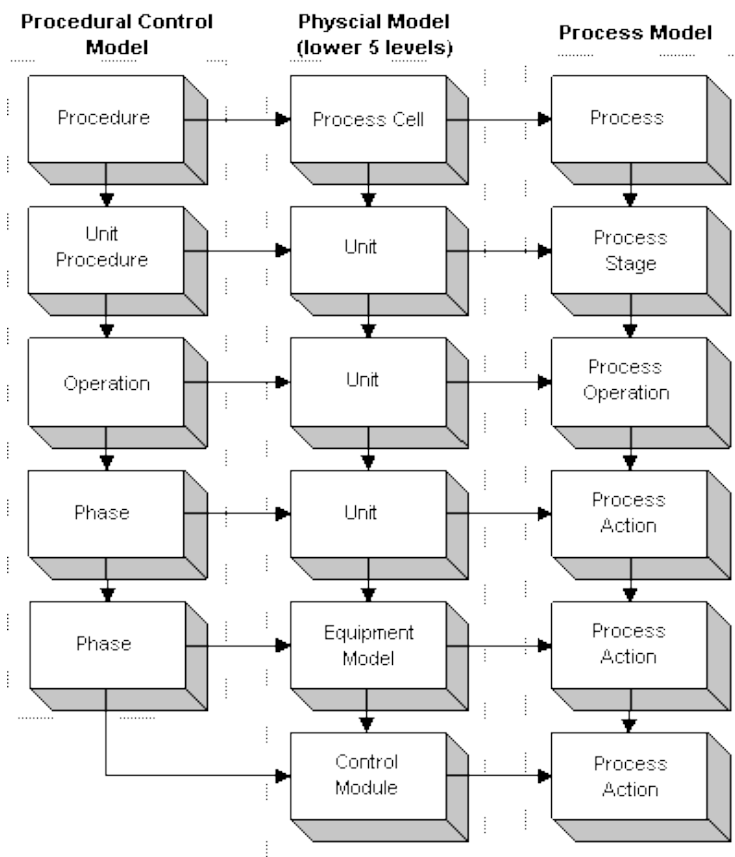 Procedural Control
Model
Physcial Model
(lower 5 levels)
Process Model
Procedure
Process Cell
Process
Unit
Procedure
Unit
Process
Stage
Operation
Unit
Process
Operation
Phase
Unit
Process
Action
Phase
Equipment
Model
Process
Action
Control
Module
Process
Action